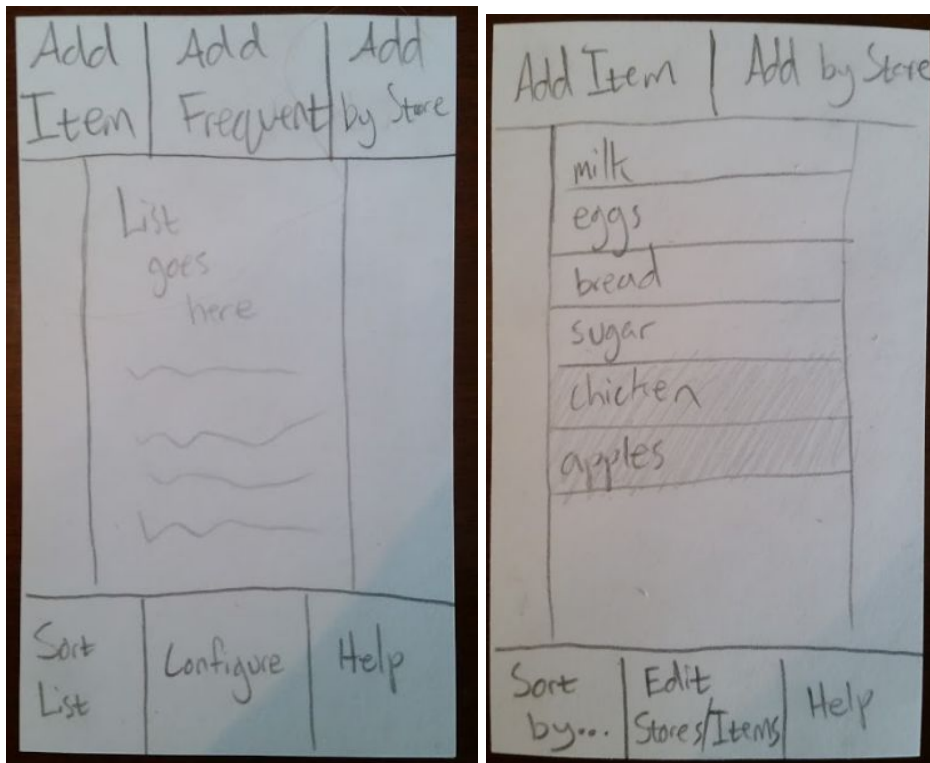 Add Add Add
Item Frequent by Store
List
goes
here
Sort Configure Help
List
Add Item Add by Store
milk
eggs
bread
sugar
chicken
apples
Sort Edit Help
by... Stores/Items